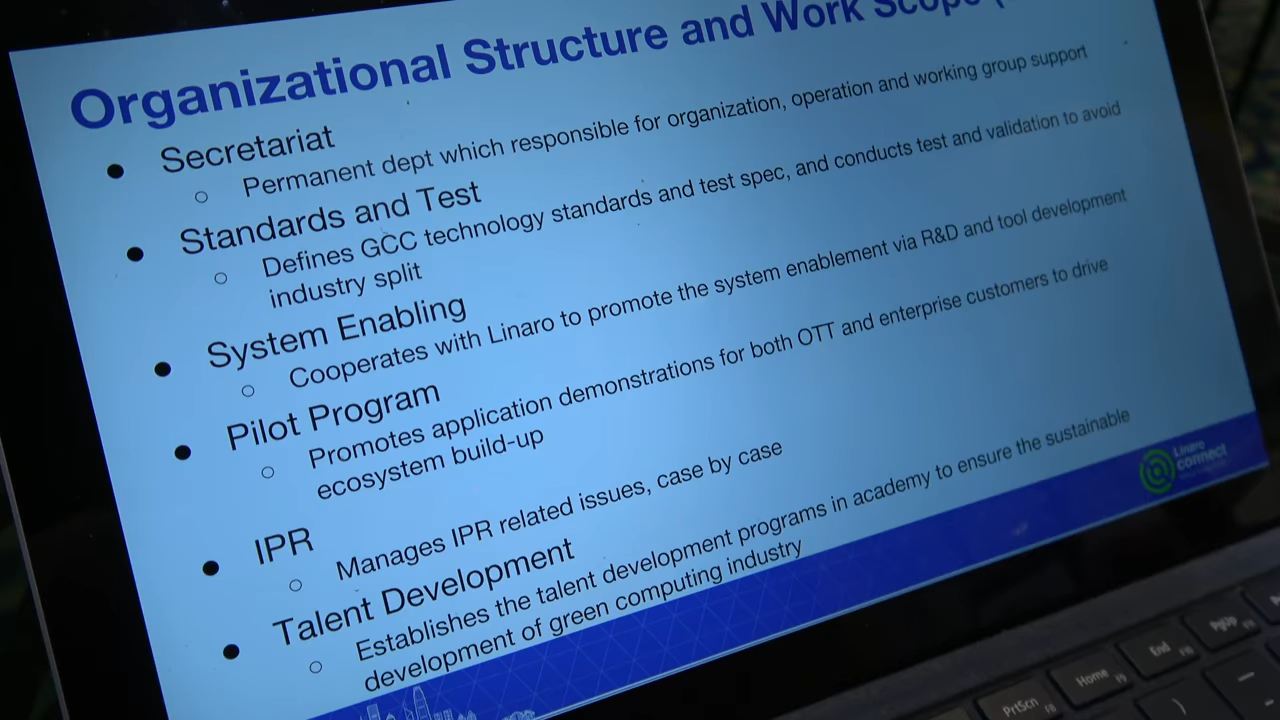 Organizational Structure and Work Scope (
Secretariat
Permanent dept which responsible for organization, operation and working group support
Standards and Test
Defines GCC technology standards and test spec, and conducts test and validation to avoid
industry split
System Enabling
Cooperates with Linaro to promote the system enablement via R&D and tool development
Pilot Program
Promotes application demonstrations for both OTT and enterprise customers to drive
ecosystem build-up
IPR
Manages IPR related issues, case by case
Talent Development
Establishes the talent development programs in academy to ensure the sustainable
development of green computing industry
Linaro
connect
PrtScn F8
Home F9
End
PgUp